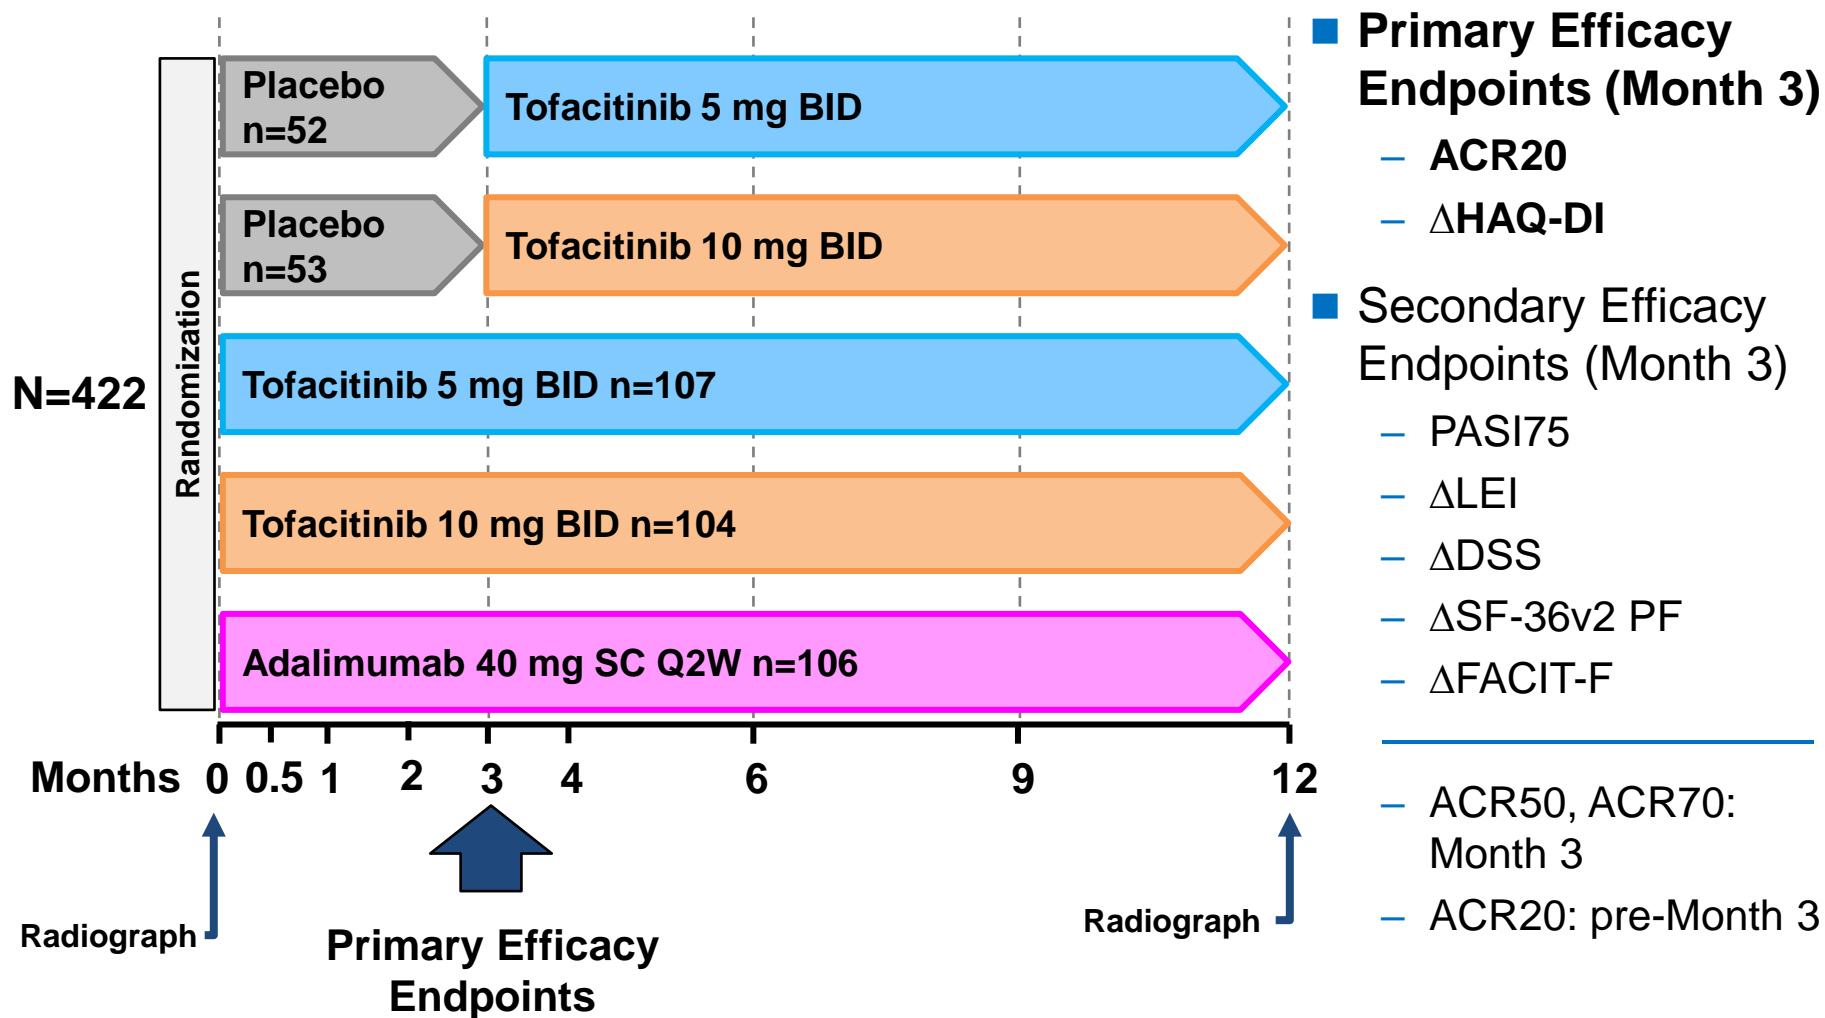 N=422
Randomization
Placebo
n=52
Tofacitinib 5 mg BID
Placebo
n=53
Tofacitinib 10 mg BID
Tofacitinib 5 mg BID n=107
Tofacitinib 10 mg BID n=104
Adalimumab 40 mg SC Q2W n=106
Months 0 0.5 1 2 3 4 6 9 12
Radiograph
Primary Efficacy
Endpoints
Radiograph
Primary Efficacy
Endpoints (Month 3)
– ACR20
– ΔHAQ-DI
Secondary Efficacy
Endpoints (Month 3)
– PASI75
– ΔLEI
– ΔDSS
– ΔSF-36v2 PF
– ΔFACIT-F
– ACR50, ACR70:
Month 3
– ACR20: pre-Month 3